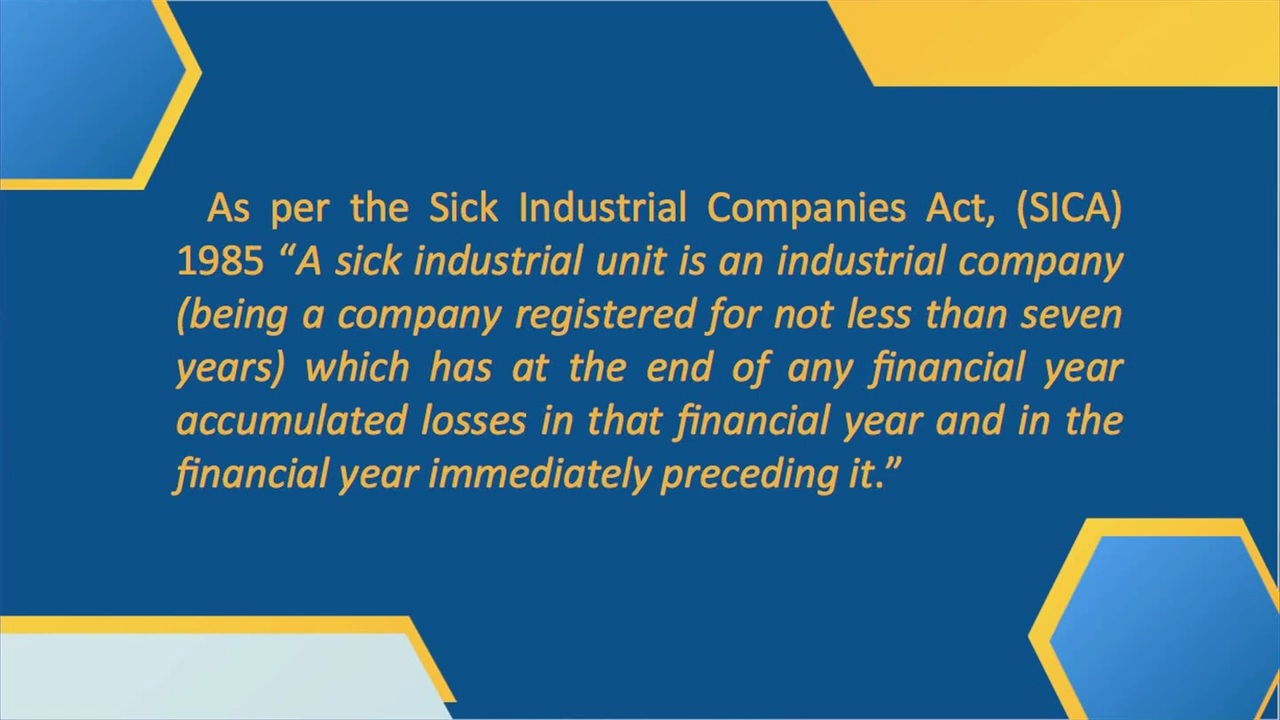 As per the Sick Industrial Companies Act, (SICA)
1985 “A sick industrial unit is an industrial company
(being a company registered for not less than seven
years) which has at the end of any financial year
accumulated losses in that financial year and in the
financial year immediately preceding it.”